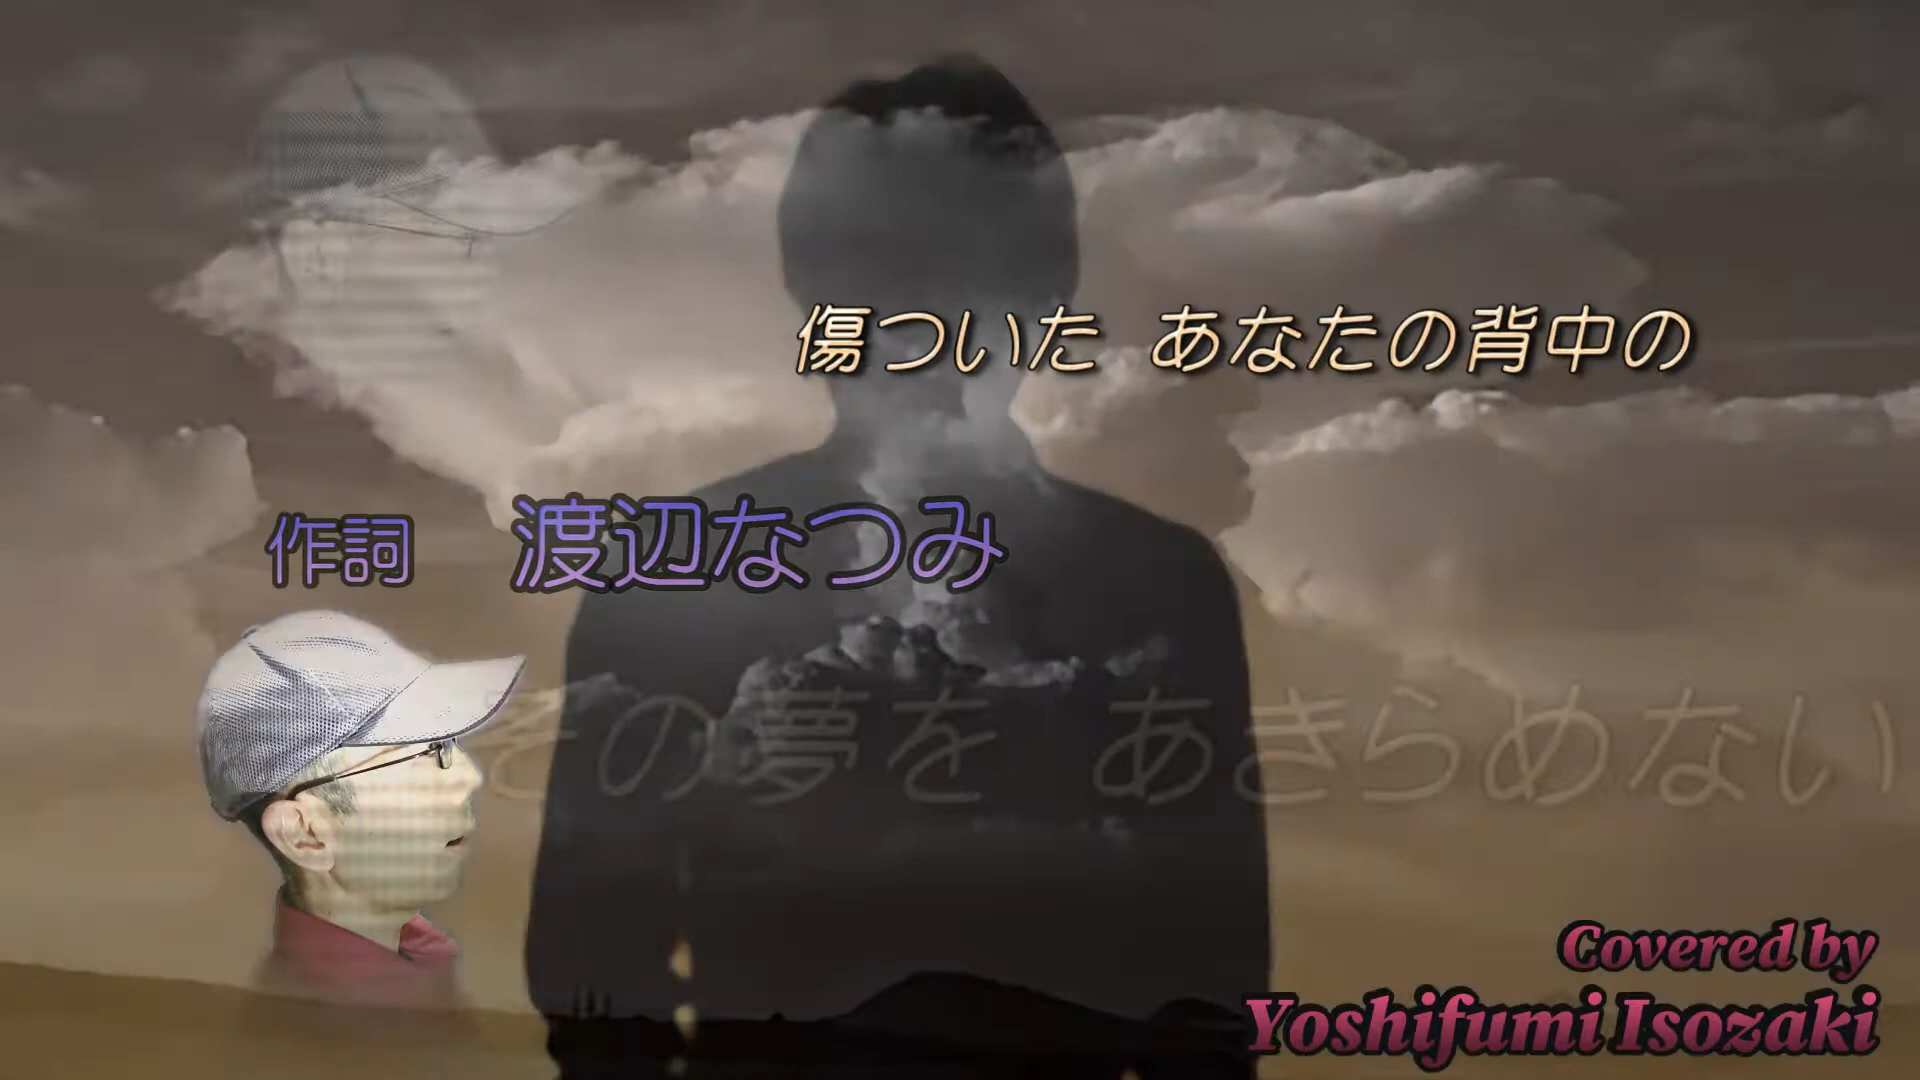 傷ついた あなたの背中の
作詞 渡辺なつみ
その夢を あきらめない
Covered by
Yoshifumi Isozaki